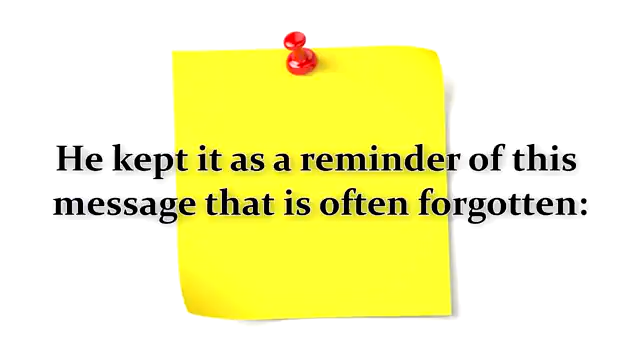 He kept it as a reminder of this
message that is often forgotten: